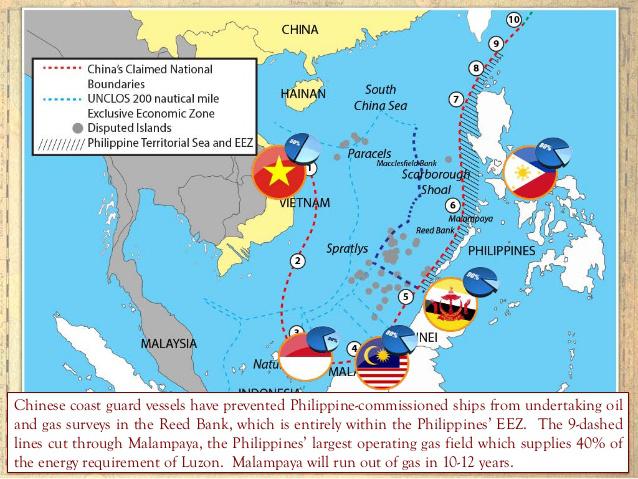 CHINA
10
9
8
7
China's Claimed National
Boundaries
UNCLOS 200 nautical mile
Exclusive Economic Zone
Disputed Islands
Philippine Territorial Sea and EEZ
HAINAN
South
China Sea
Paracels
Macclesfield Bank
Scarborough
Shoal
80%
1
VIETNAM
80%
6
Malampaya
Reed Bank
2
Spratlys
PHILIPPINES
5
80%
NEI
3
MALAYSIA
4
Natu
MAL
INDONESIA
Chinese coast guard vessels have prevented Philippine-commissioned ships from undertaking oil
and gas surveys in the Reed Bank, which is entirely within the Philippines' EEZ. The 9-dashed
lines cut through Malampaya, the Philippines' largest operating gas field which supplies 40% of
the energy requirement of Luzon. Malampaya will run out of gas in 10-12 years.